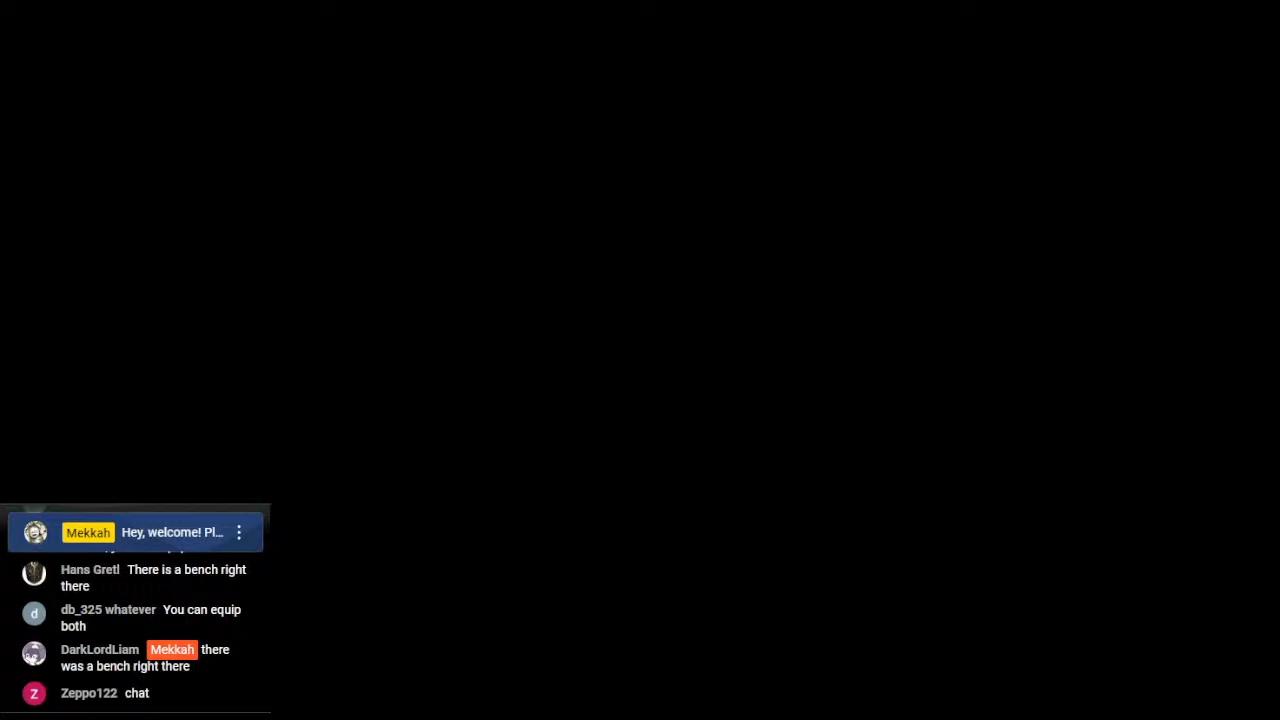 Mekkah Hey, welcome! Pl...
Hans Gretl There is a bench right
there
db_325 whatever You can equip
both
d
DarkLordLiam Mekkah there
was a bench right there
Z Zeppo122 chat